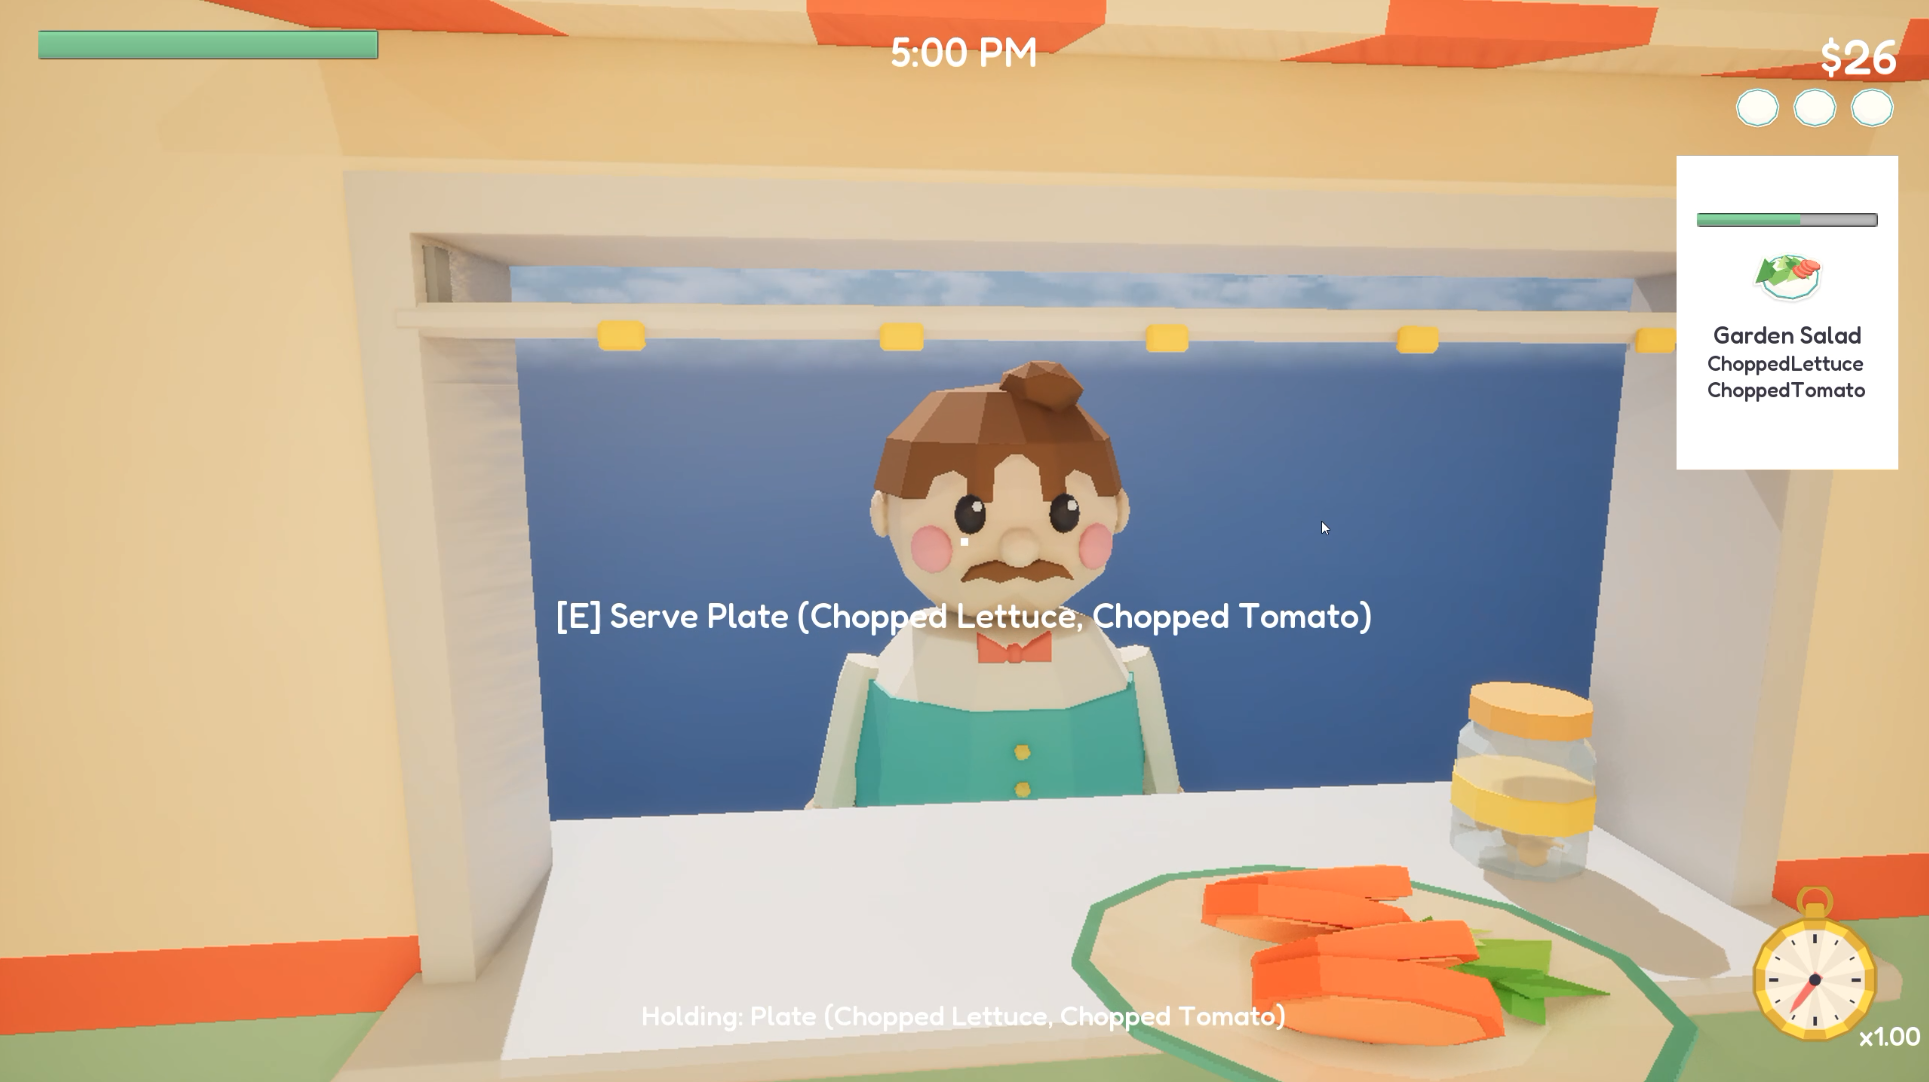 5:00 PM
$26
Garden Salad
ChoppedLettuce
ChoppedTomato
[E] Serve Plate (Chopped Lettuce, Chopped Tomato)
Holding: Plate (Chopped Lettuce, Chopped Tomato)
x1.00